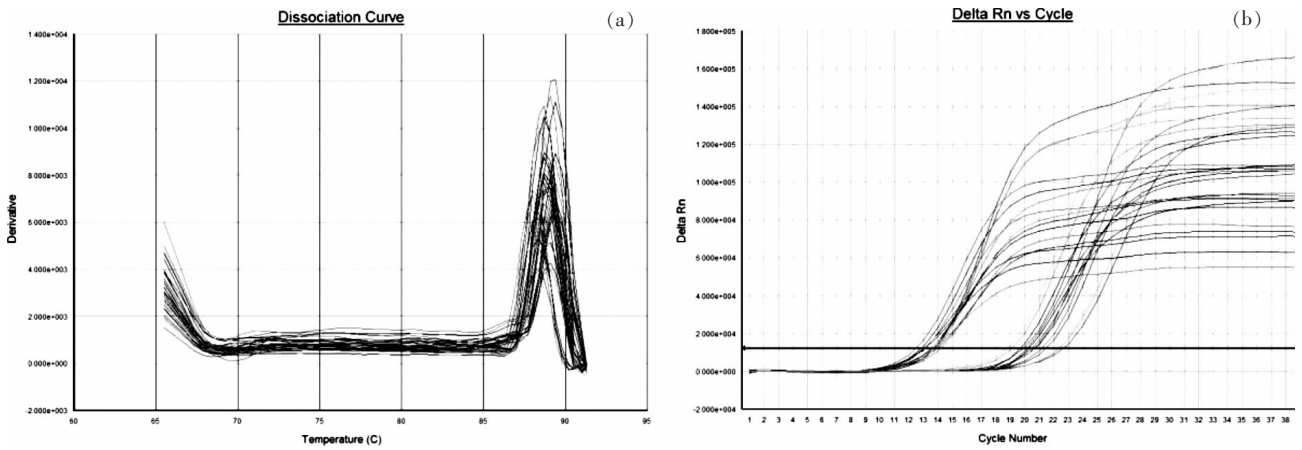 Dissociation Curve
(a)
1.400e+004
1.200e+004
1.000e+004
8.000e+003
6.000e+003
4.000e+003
2.000e+003
0.000e+000
-2.000e+003
Derivative
60 65 70 75 80 85 90 95
Temperature (C)
Delta Rn vs Cycle
(b)
1.800e+005
1.600e+005
1.400e+005
1.200e+005
1.000e+005
8.000e+004
6.000e+004
4.000e+004
2.000e+004
0.000e+000
-2.000e+004
Delta Rn
1 2 3 4 5 6 7 8 9 10 11 12 13 14 15 16 17 18 19 20 21 22 23 24 25 26 27 28 29 30 31 32 33 34 35 36 37 38
Cycle Number